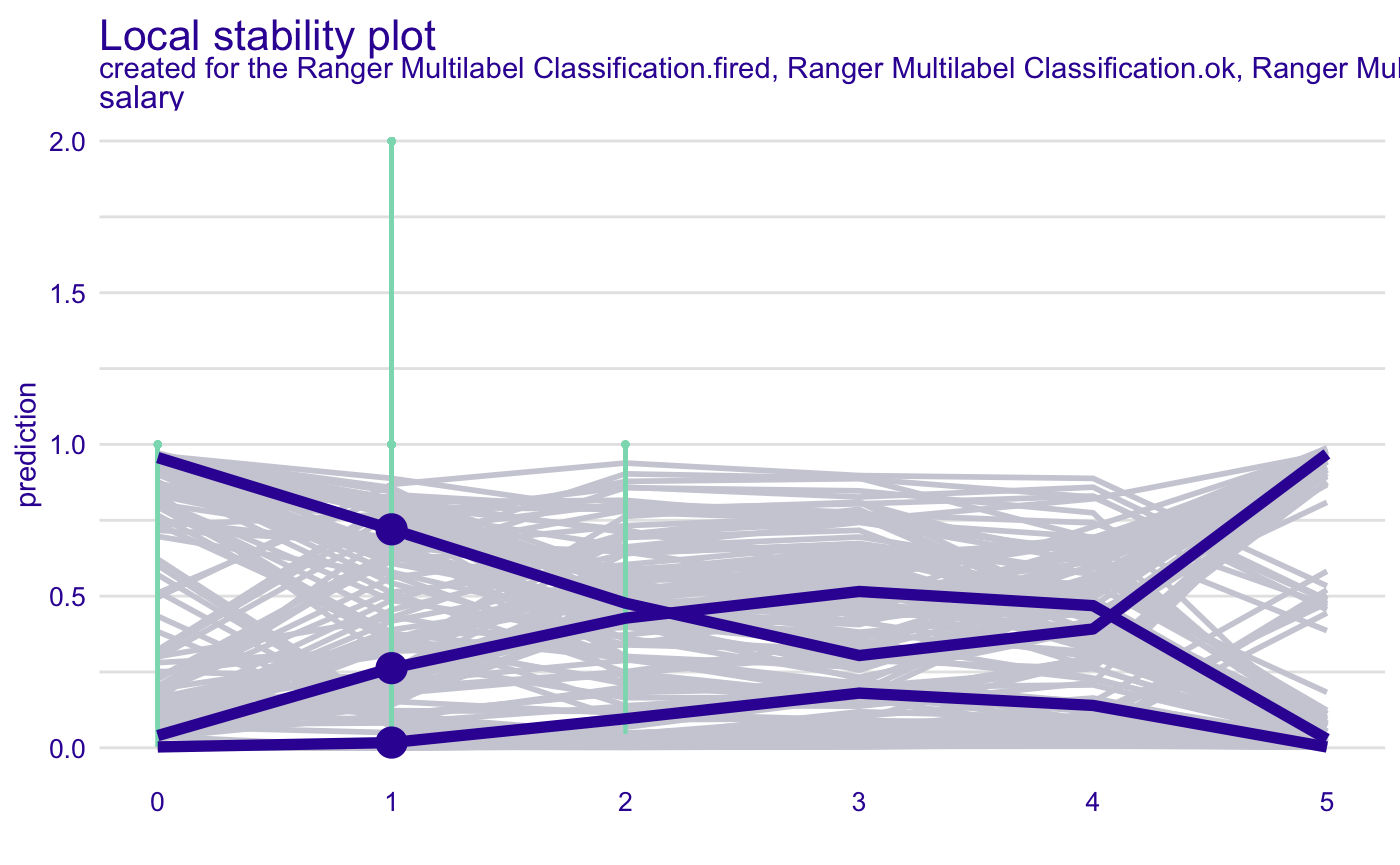 Local stability plot
created for the Ranger Multilabel Classification.fired, Ranger Multilabel Classification.ok, Ranger
salary
2.0
1.5
prediction
1.0
0.5
0.0
0 1 2 3 4 5